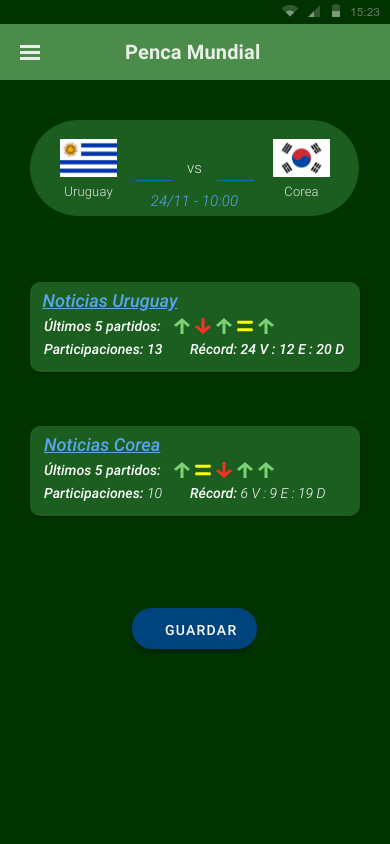 15:23
Penca Mundial
vs
Uruguay
Corea
24/11 - 10:00
Noticias Uruguay
Últimos 5 partidos:
Participaciones: 13 Récord: 24 V : 12 E : 20 D
Noticias Corea
Últimos 5 partidos:
Participaciones: 10 Récord: 6 V : 9 E : 19 D
GUARDAR